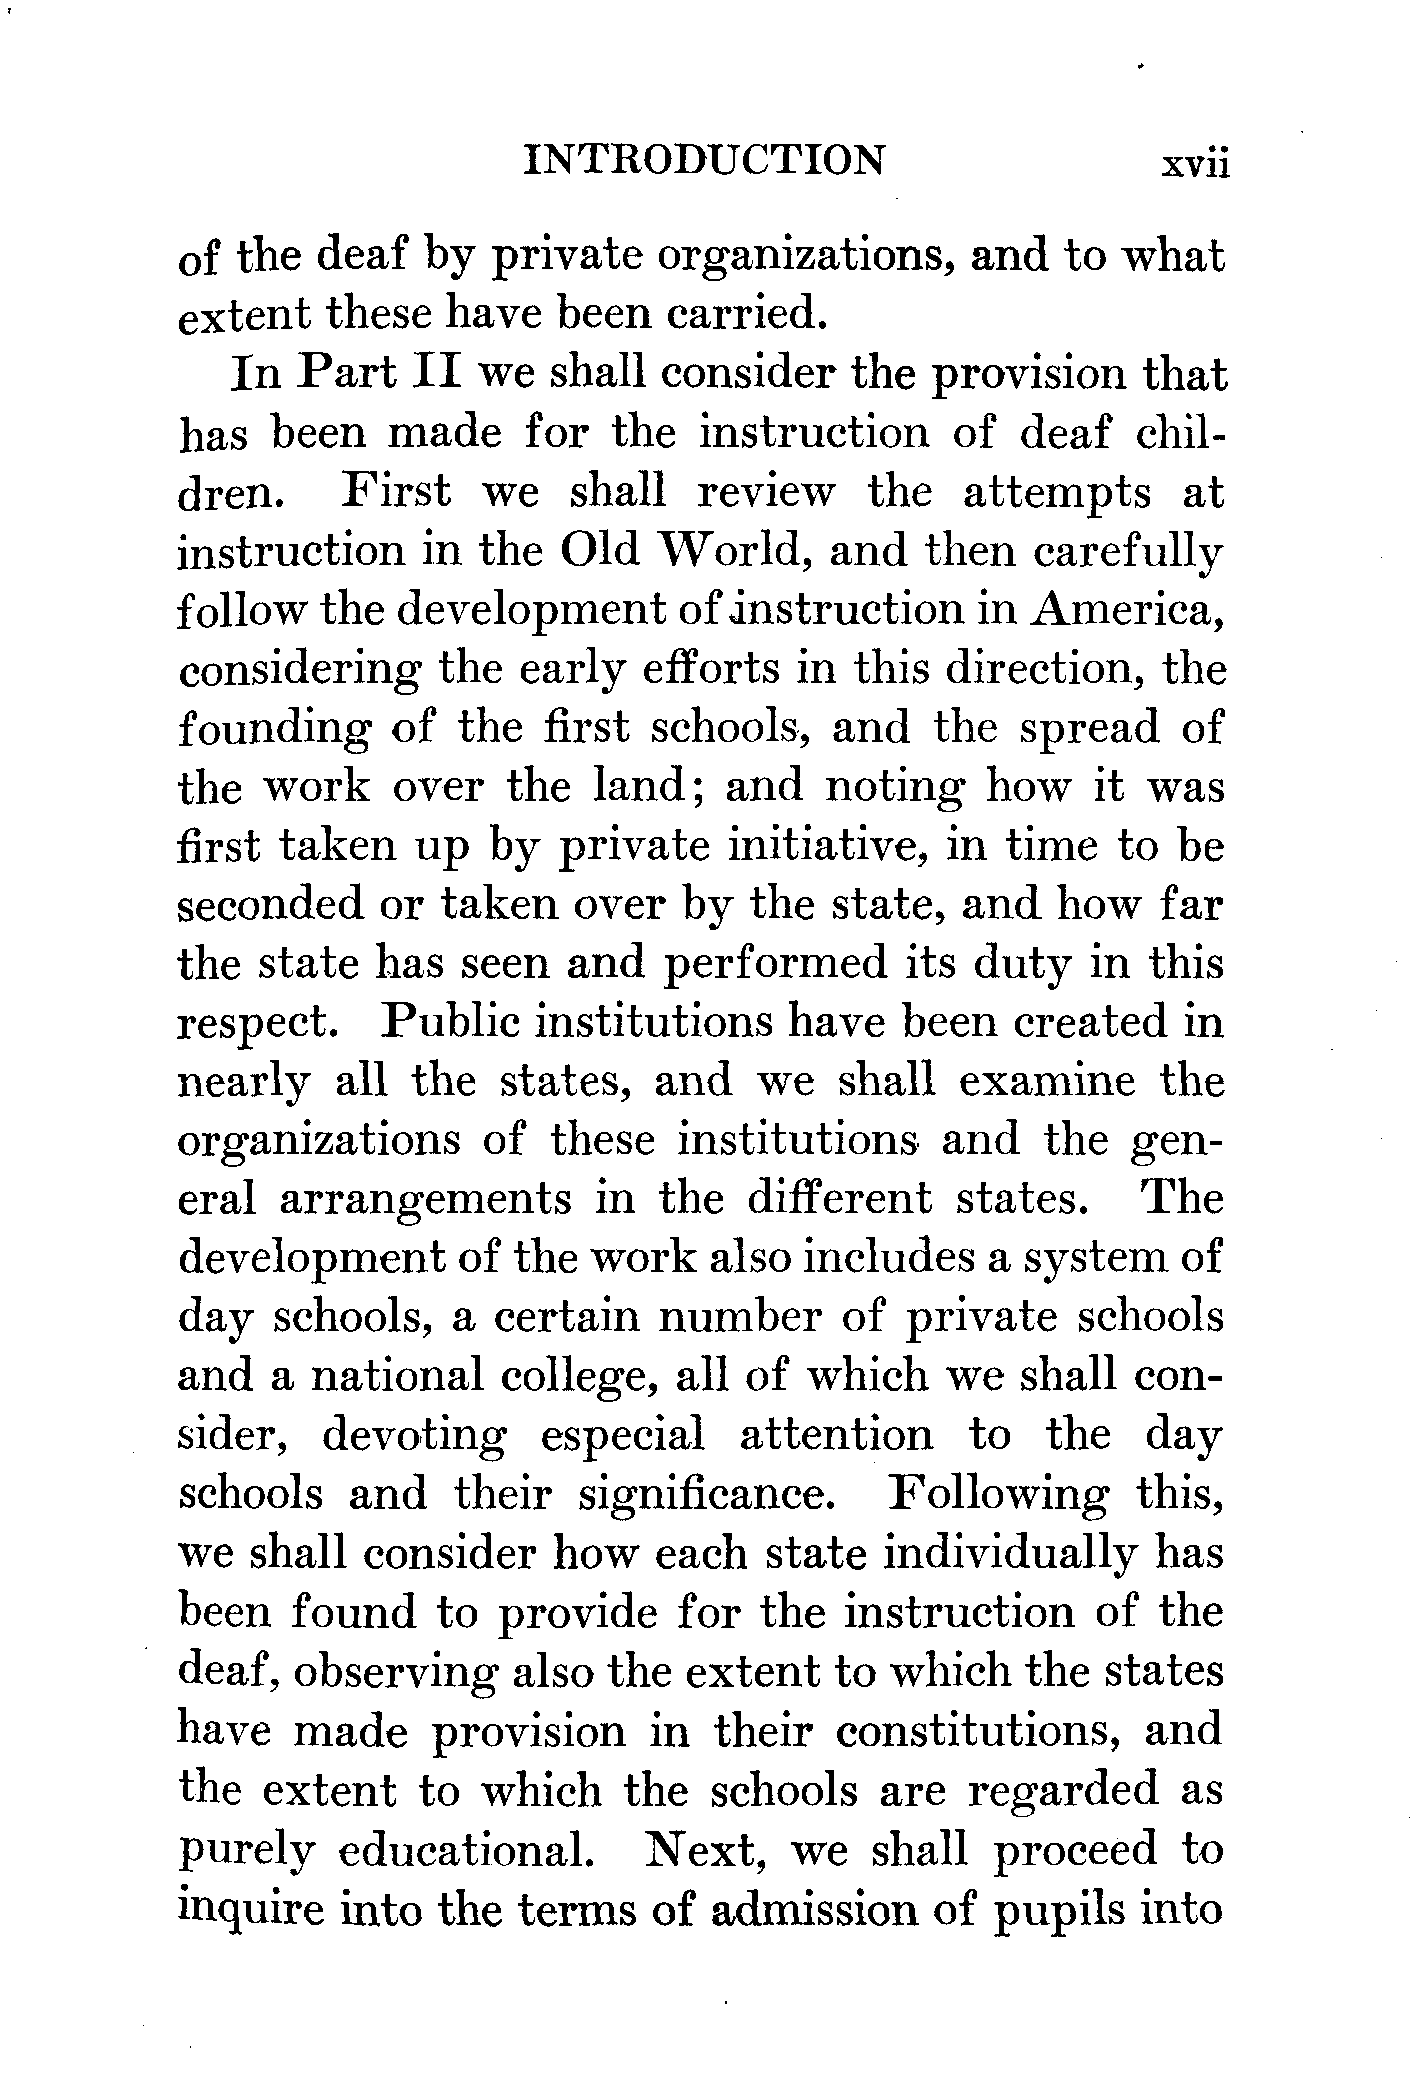 INTRODUCTION xvii
of the deaf by private organizations, and to what
extent these have been carried.
In Part II we shall consider the provision that
has been made for the instruction of deaf chil-
dren. First we shall review the attempts at
instruction in the Old World, and then carefully
follow the development of instruction in America,
considering the early efforts in this direction, the
founding of the first schools, and the spread of
the work over the land; and noting how it was
first taken up by private initiative, in time to be
seconded or taken over by the state, and how far
the state has seen and performed its duty in this
respect. Public institutions have been created in
nearly all the states, and we shall examine the
organizations of these institutions and the gen-
eral arrangements in the different states. The
development of the work also includes a system of
day schools, a certain number of private schools
and a national college, all of which we shall con-
sider, devoting especial attention to the day
schools and their significance. Following this,
we shall consider how each state individually has
been found to provide for the instruction of the
deaf, observing also the extent to which the states
have made provision in their constitutions, and
the extent to which the schools are regarded as
purely educational. Next, we shall proceed to
inquire into the terms of admission of pupils into